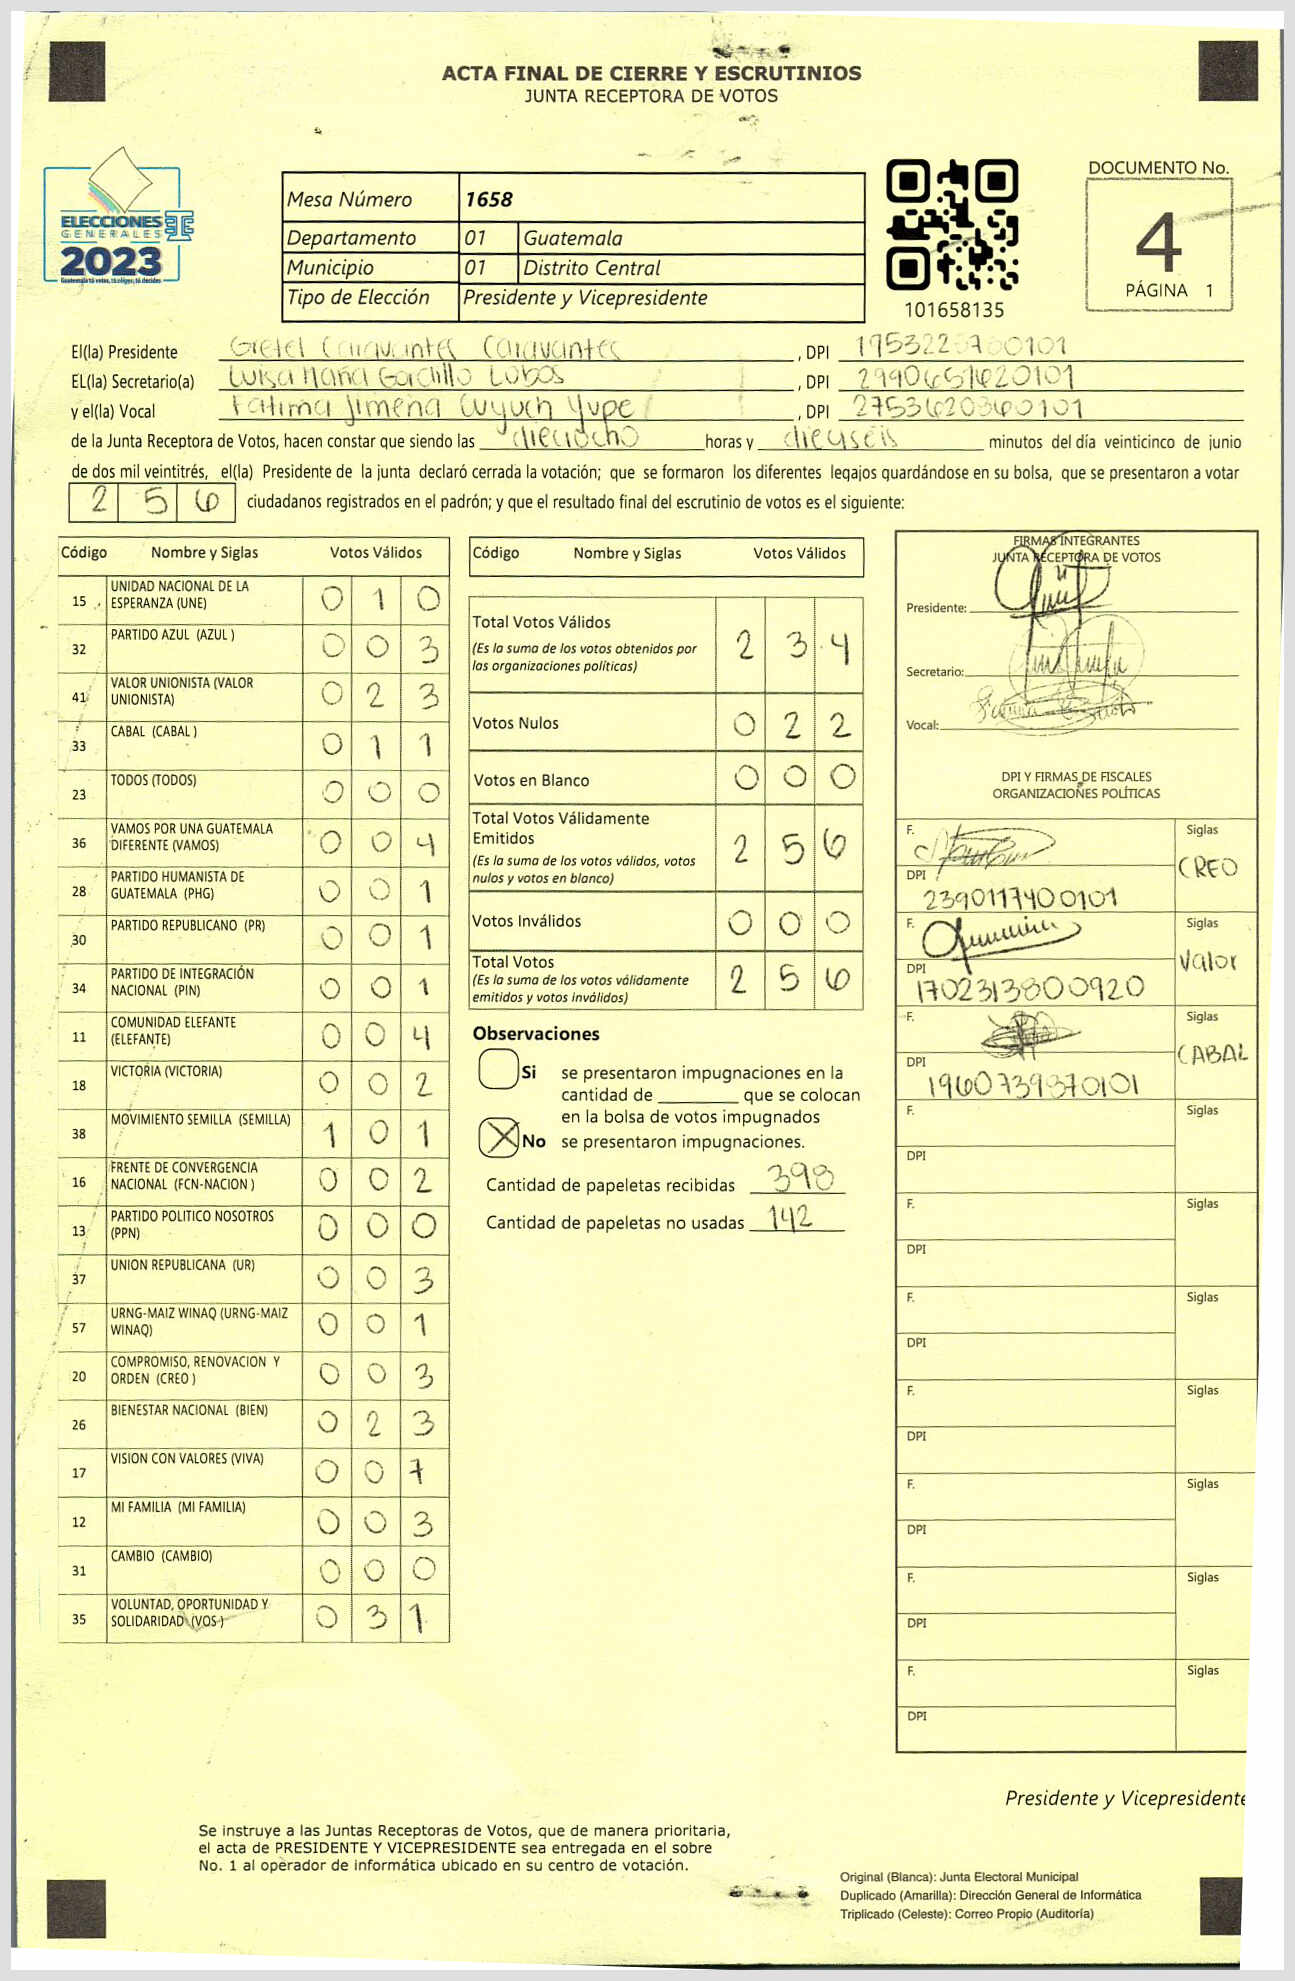 ACTA FINAL DE CIERRE Y ESCRUTINIOS
JUNTA RECEPTORA DE VOTOS
ELECCIONES
GENERALES
2023
Guatemala tú votas, tú eliges, tú decides
Mesa Número 1658
Departamento 01 Guatemala
Municipio 01 Distrito Central
Tipo de Elección Presidente y Vicepresidente
101658135
DOCUMENTO No.
4
PÁGINA 1
El(la) Presidente Gretel Caravantes Caravantes, DPI
EL(la) Secretario(a) Luisa Maria Gordillo Lobos, DPI 2990651620101
y el(la) Vocal Fatima Jimena Cuyuch Yupe, DPI 2753620360101
de la Junta Receptora de Votos, hacen constar que siendo las dieciocho horas y dieciseis minutos del día veinticinco de junio
de dos mil veintitrés, el(la) Presidente de la junta declaró cerrada la votación; que se formaron los diferentes legajos guardándose en su bolsa, que se presentaron a votar
256 ciudadanos registrados en el padrón; y que el resultado final del escrutinio de votos es el siguiente:
Código Nombre y Siglas Votos Válidos
15 UNIDAD NACIONAL DE LA ESPERANZA (UNE) 0 1 0
32 PARTIDO AZUL (AZUL ) 0 0 3
41 VALOR UNIONISTA (VALOR UNIONISTA) 0 2 3
33 CABAL (CABAL ) 0 1 1
23 TODOS (TODOS) 0 0 0
36 VAMOS POR UNA GUATEMALA DIFERENTE (VAMOS) 0 0 4
28 PARTIDO HUMANISTA DE GUATEMALA (PHG) 0 0 1
30 PARTIDO REPUBLICANO (PR) 0 0 1
34 PARTIDO DE INTEGRACIÓN NACIONAL (PIN) 0 0 1
11 COMUNIDAD ELEFANTE (ELEFANTE) 0 0 4
18 VICTORIA (VICTORIA) 0 0 2
38 MOVIMIENTO SEMILLA (SEMILLA) 1 0 1
16 FRENTE DE CONVERGENCIA NACIONAL (FCN-NACION ) 0 0 2
13 PARTIDO POLITICO NOSOTROS (PPN) 0 0 0
37 UNION REPUBLICANA (UR) 0 0 3
57 URNG-MAIZ WINAQ (URNG-MAIZ WINAQ) 0 0 1
20 COMPROMISO, RENOVACION Y ORDEN (CREO ) 0 0 3
26 BIENESTAR NACIONAL (BIEN) 0 2 3
17 VISION CON VALORES (VIVA) 0 0 7
12 MI FAMILIA (MI FAMILIA) 0 0 3
31 CAMBIO (CAMBIO) 0 0 0
35 VOLUNTAD, OPORTUNIDAD Y SOLIDARIDAD (VOS ) 0 3 1
Código Nombre y Siglas Votos Válidos
Total Votos Válidos 2 3 4
(Es la suma de los votos obtenidos por
las organizaciones políticas)
Votos Nulos 0 2 2
Votos en Blanco 0 0 0
Total Votos Válidamente
Emitidos 2 5 6
(Es la suma de los votos válidos, votos
nulos y votos en blanco)
Votos Inválidos 0 0 0
Total Votos 2 5 6
(Es la suma de los votos válidamente
emitidos y votos inválidos)
Observaciones
Si se presentaron impugnaciones en la
cantidad de ________ que se colocan
en la bolsa de votos impugnados
X No se presentaron impugnaciones.
Cantidad de papeletas recibidas 398
Cantidad de papeletas no usadas 142
FIRMAS INTEGRANTES
JUNTA RECEPTORA DE VOTOS
Presidente:
Secretario:
Vocal:
DPI Y FIRMAS DE FISCALES
ORGANIZACIONES POLÍTICAS
F. Siglas
CREO
DPI
2390117400101
F. Siglas
Valor
DPI
1702313800920
F. Siglas
CABAL
DPI
1960739370101
F. Siglas
DPI
F. Siglas
DPI
F. Siglas
DPI
F. Siglas
DPI
F. Siglas
DPI
F. Siglas
DPI
F. Siglas
DPI
Presidente y Vicepresidente
Se instruye a las Juntas Receptoras de Votos, que de manera prioritaria,
el acta de PRESIDENTE Y VICEPRESIDENTE sea entregada en el sobre
No. 1 al operador de informática ubicado en su centro de votación.
Original (Blanca): Junta Electoral Municipal
Duplicado (Amarilla): Dirección General de Informática
Triplicado (Celeste): Correo Propio (Auditoría)